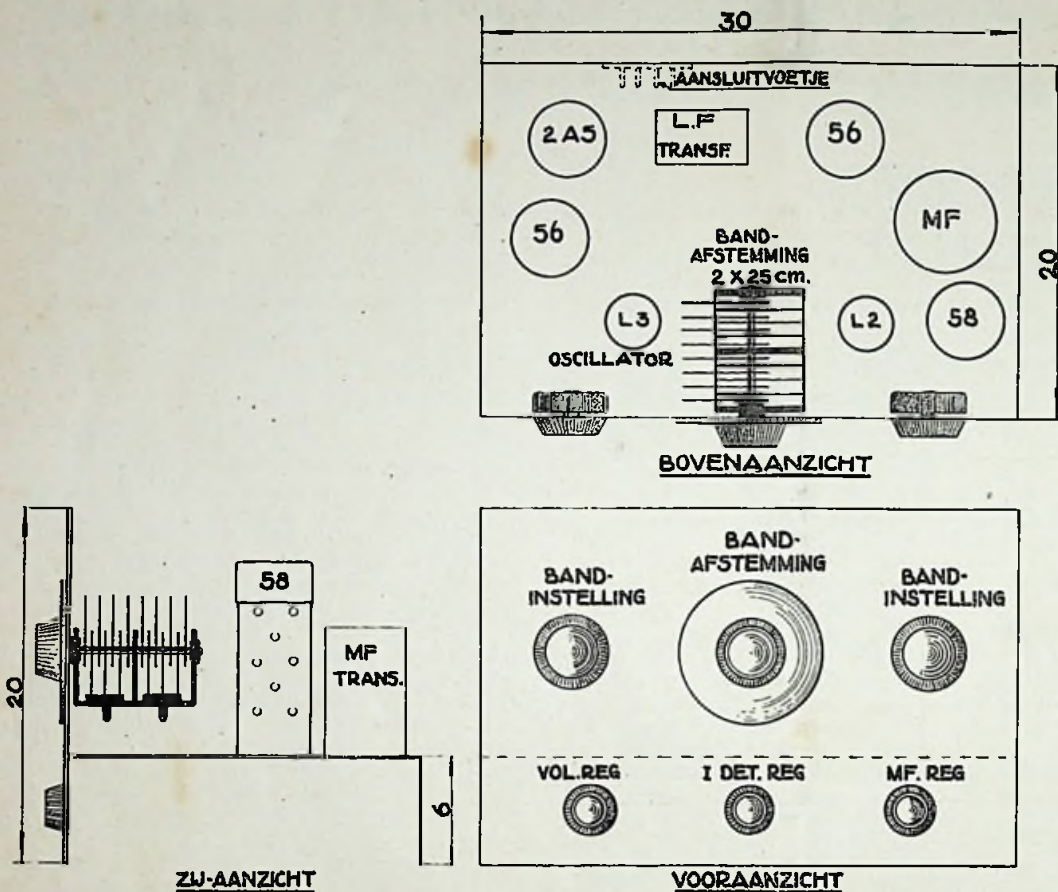 30
AANSLUITVOETJE
2A5
L.F
TRANSF.
56
56
MF
20
BAND-
AFSTEMMING
2 X 25 cm.
L3
L2
58
OSCILLATOR
BOVENAANZICHT
20
58
MF
TRANS.
6
ZIJ-AANZICHT
BAND-
INSTELLING
BAND-
AFSTEMMING
BAND-
INSTELLING
VOL.REG
I DET. REG
MF. REG
VOORAANZICHT